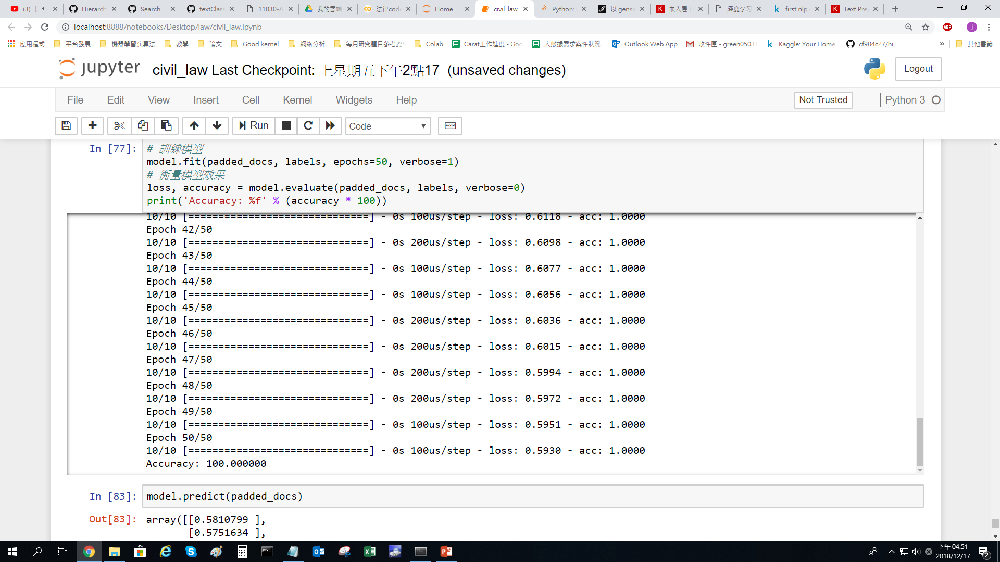 (3)
Hierarch
Search ·
textClass
11030-A
我的雲端
法律code
Home
civil_law
Python:
以 gensi
嵌入层 E
深度学习
first nlp
Text Pre
localhost:8888/notebooks/Desktop/law/civil_law.ipynb
應用程式
平台發展
機器學習演算法
教學
論文
Good kernel
網絡分析
每月研究題目參考資
Colab
Carat工作進度 - Goo
大數據需求案件狀況
Outlook Web App
收件匣 - green0503
Kaggle: Your Home
cf904c27/hi
»
其他書籤
jupyter
civil_law Last Checkpoint: 上星期五下午2點17 (unsaved changes)
Logout
File Edit View Insert Cell Kernel Widgets Help
Not Trusted
Python 3
Run
Code
In [77]:
# 訓練模型
model.fit(padded_docs, labels, epochs=50, verbose=1)
# 衡量模型效果
loss, accuracy = model.evaluate(padded_docs, labels, verbose=0)
print('Accuracy: %f' % (accuracy * 100))
10/10 [==============================] - 0s 100us/step - loss: 0.6118 - acc: 1.0000
Epoch 42/50
10/10 [==============================] - 0s 200us/step - loss: 0.6098 - acc: 1.0000
Epoch 43/50
10/10 [==============================] - 0s 100us/step - loss: 0.6077 - acc: 1.0000
Epoch 44/50
10/10 [==============================] - 0s 100us/step - loss: 0.6056 - acc: 1.0000
Epoch 45/50
10/10 [==============================] - 0s 200us/step - loss: 0.6036 - acc: 1.0000
Epoch 46/50
10/10 [==============================] - 0s 200us/step - loss: 0.6015 - acc: 1.0000
Epoch 47/50
10/10 [==============================] - 0s 200us/step - loss: 0.5994 - acc: 1.0000
Epoch 48/50
10/10 [==============================] - 0s 200us/step - loss: 0.5972 - acc: 1.0000
Epoch 49/50
10/10 [==============================] - 0s 100us/step - loss: 0.5951 - acc: 1.0000
Epoch 50/50
10/10 [==============================] - 0s 100us/step - loss: 0.5930 - acc: 1.0000
Accuracy: 100.000000
In [83]:
model.predict(padded_docs)
Out[83]:
array([[0.5810799 ],
[0.5751634 ],
下午 04:51
2018/12/17
2